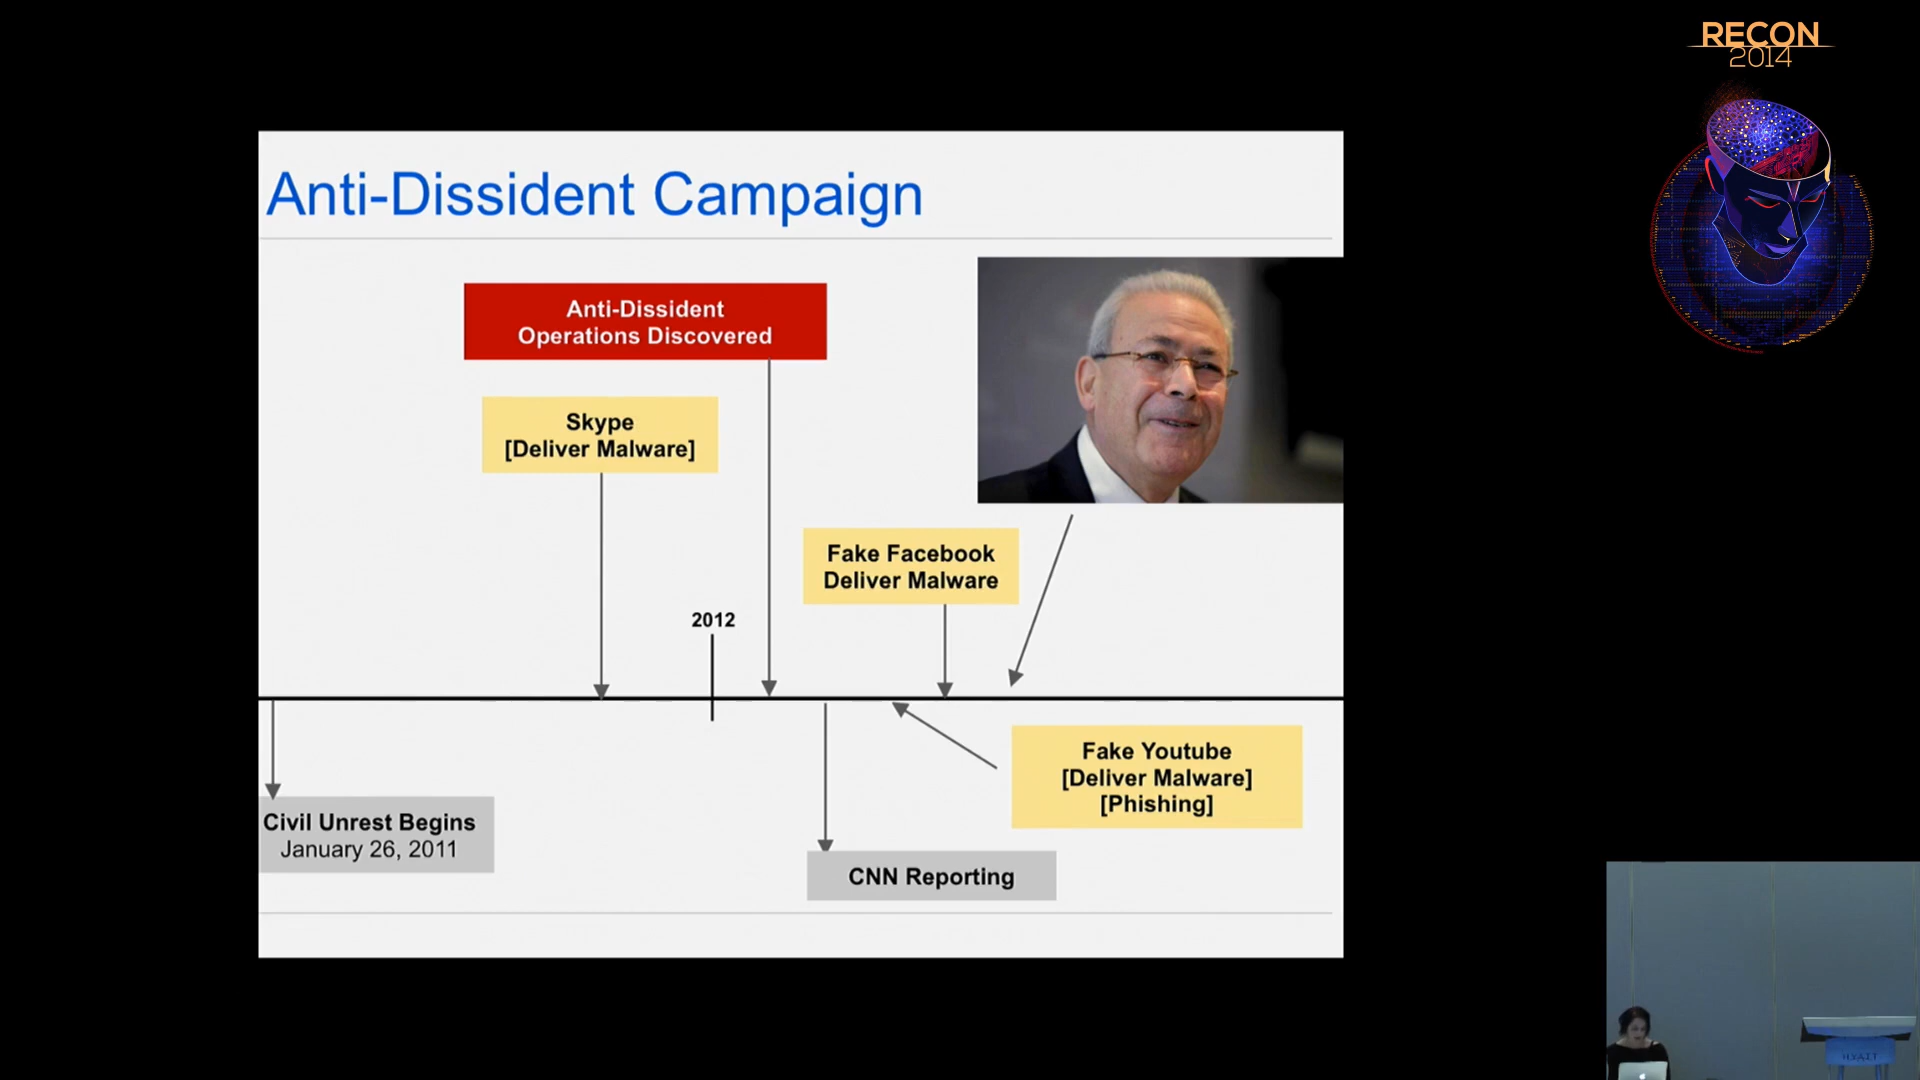 RECON
2014
Anti-Dissident Campaign
Anti-Dissident
Operations Discovered
Skype
[Deliver Malware]
Fake Facebook
Deliver Malware
2012
Fake Youtube
[Deliver Malware]
[Phishing]
Civil Unrest Begins
January 26, 2011
CNN Reporting
HYATT